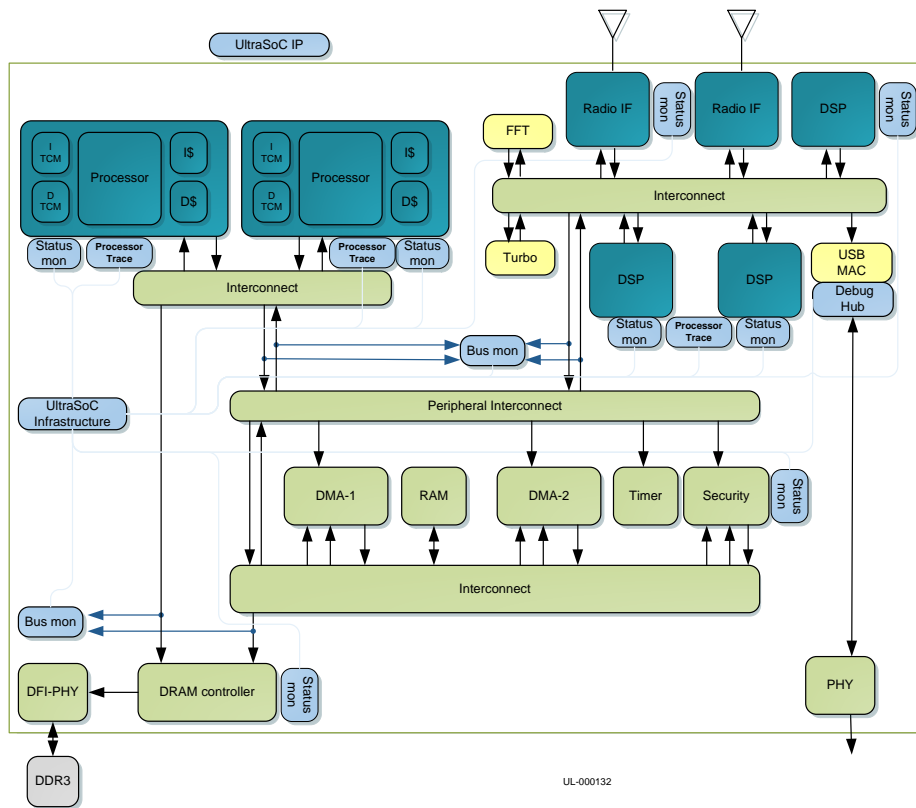 UltraSoC IP
Radio IF
Status
mon
Radio IF
DSP
Status
mon
FFT
I
TCM
D
TCM
Processor
I$
D$
I
TCM
D
TCM
Processor
I$
D$
Interconnect
Status
mon
Processor
Trace
Processor
Trace
Status
mon
Interconnect
Turbo
DSP
DSP
USB
MAC
Debug
Hub
Status
mon
Processor
Trace
Status
mon
Bus mon
UltraSoC
Infrastructure
Peripheral Interconnect
DMA-1
RAM
DMA-2
Timer
Security
Status
mon
Interconnect
Bus mon
DFI-PHY
DRAM controller
Status
mon
PHY
DDR3
UL-000132